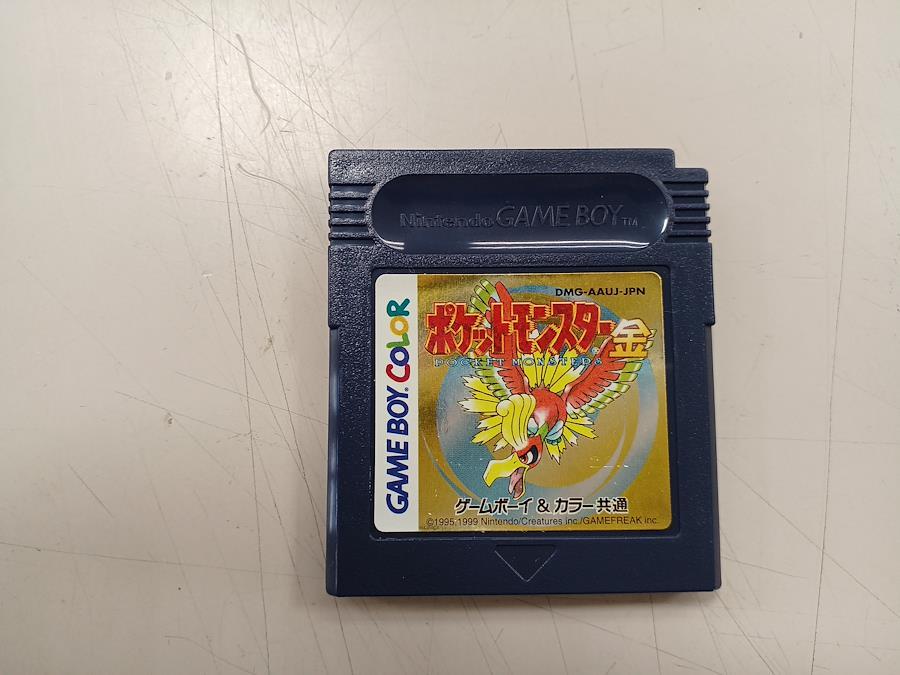 Nintendo GAME BOY™
GAME BOY COLOR
DMG-AAUJ-JPN
ポケットモンスター金
POCKET MONSTERS
ゲームボーイ & カラー共通
©1995,1999 Nintendo/Creatures inc./GAMEFREAK inc.